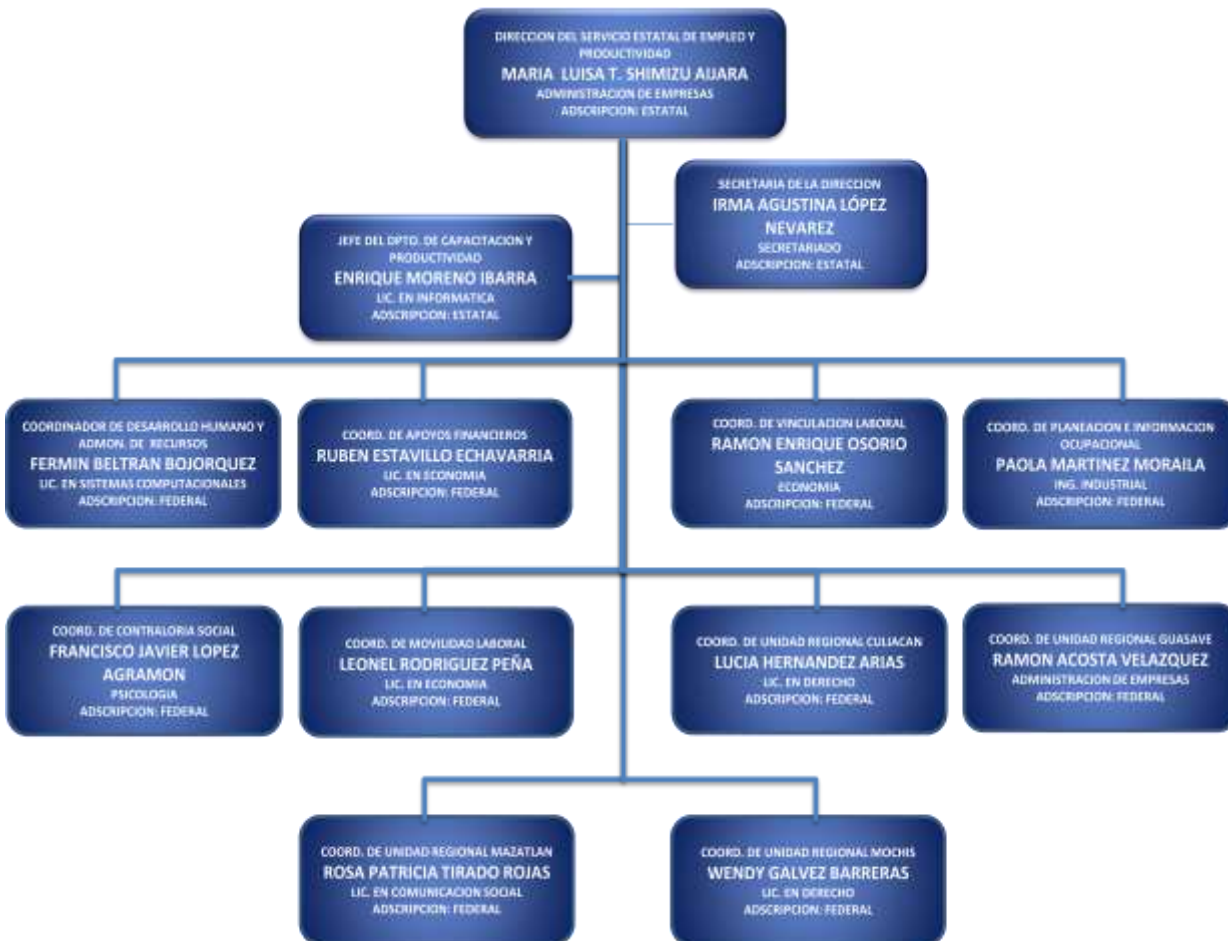 DIRECCION DEL SERVICIO ESTATAL DE EMPLEO Y
PRODUCTIVIDAD
MARIA LUISA T. SHIMIZU AIJARA
ADMINISTRACION DE EMPRESAS
ADSCRIPCION: ESTATAL
SECRETARIA DE LA DIRECCION
IRMA AGUSTINA LÓPEZ
NEVAREZ
SECRETARIADO
ADSCRIPCION: ESTATAL
JEFE DEL DPTO. DE CAPACITACION Y
PRODUCTIVIDAD
ENRIQUE MORENO IBARRA
LIC. EN INFORMATICA
ADSCRIPCION: ESTATAL
COORDINADOR DE DESARROLLO HUMANO Y
ADMON. DE RECURSOS
FERMIN BELTRAN BOJORQUEZ
LIC. EN SISTEMAS COMPUTACIONALES
ADSCRIPCION: FEDERAL
COORD. DE APOYOS FINANCIEROS
RUBEN ESTAVILLO ECHAVARRIA
LIC. EN ECONOMIA
ADSCRIPCION: FEDERAL
COORD. DE VINCULACION LABORAL
RAMON ENRIQUE OSORIO
SANCHEZ
ECONOMIA
ADSCRIPCION: FEDERAL
COORD. DE PLANEACION E INFORMACION
OCUPACIONAL
PAOLA MARTINEZ MORAILA
ING. INDUSTRIAL
ADSCRIPCION: FEDERAL
COORD. DE CONTRALORIA SOCIAL
FRANCISCO JAVIER LOPEZ
AGRAMON
PSICOLOGIA
ADSCRIPCION: FEDERAL
COORD. DE MOVILIDAD LABORAL
LEONEL RODRIGUEZ PEÑA
LIC. EN ECONOMIA
ADSCRIPCION: FEDERAL
COORD. DE UNIDAD REGIONAL CULIACAN
LUCIA HERNANDEZ ARIAS
LIC. EN DERECHO
ADSCRIPCION: FEDERAL
COORD. DE UNIDAD REGIONAL GUASAVE
RAMON ACOSTA VELAZQUEZ
ADMINISTRACION DE EMPRESAS
ADSCRIPCION: FEDERAL
COORD. DE UNIDAD REGIONAL MAZATLAN
ROSA PATRICIA TIRADO ROJAS
LIC. EN COMUNICACION SOCIAL
ADSCRIPCION: FEDERAL
COORD. DE UNIDAD REGIONAL MOCHIS
WENDY GALVEZ BARRERAS
LIC. EN DERECHO
ADSCRIPCION: FEDERAL